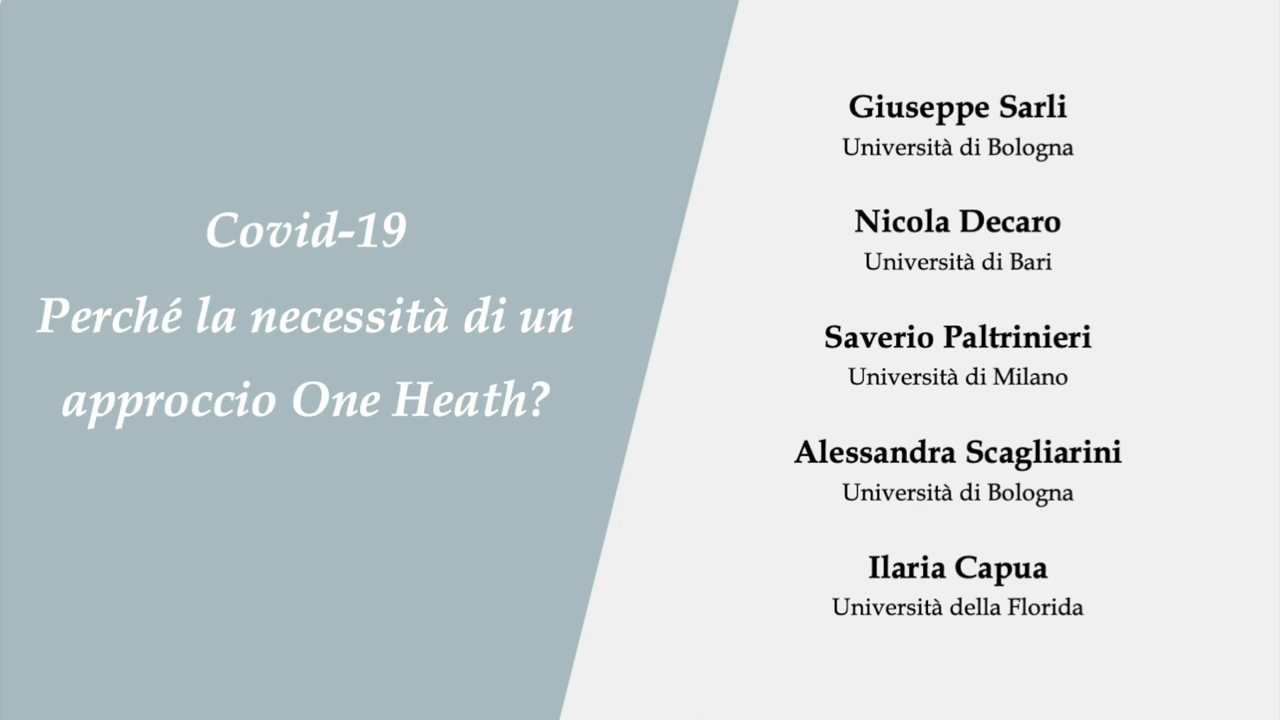 Covid-19
Perché la necessità di un
approccio One Heath?
Giuseppe Sarli
Università di Bologna
Nicola Decaro
Università di Bari
Saverio Paltrinieri
Università di Milano
Alessandra Scagliarini
Università di Bologna
Ilaria Capua
Università della Florida